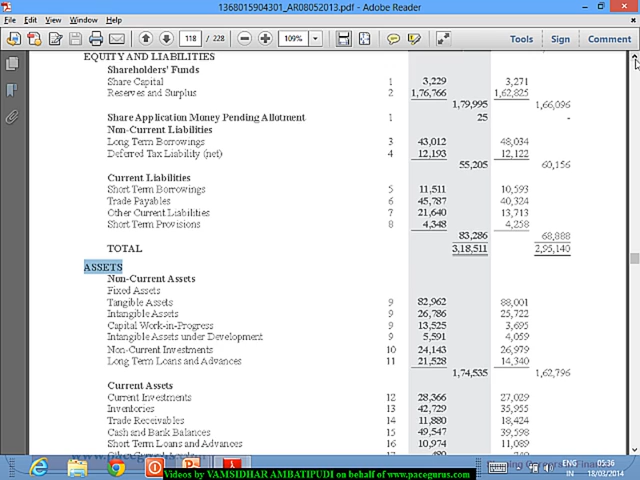 1368015904301_AR08052013.pdf - Adobe Reader
File Edit View Window Help
118 / 228 109% Tools Sign Comment
EQUITY AND LIABILITIES
Shareholders' Funds
Share Capital 1 3,229 3,271
Reserves and Surplus 2 1,76,766 1,62,825
1,79,995 1,66,096
Share Application Money Pending Allotment 1 25 -
Non-Current Liabilities
Long Term Borrowings 3 43,012 48,034
Deferred Tax Liability (net) 4 12,193 12,122
55,205 60,156
Current Liabilities
Short Term Borrowings 5 11,511 10,593
Trade Payables 6 45,787 40,324
Other Current Liabilities 7 21,640 13,713
Short Term Provisions 8 4,348 4,258
83,286 68,888
TOTAL 3,18,511 2,95,140
ASSETS
Non-Current Assets
Fixed Assets
Tangible Assets 9 82,962 88,001
Intangible Assets 9 26,786 25,722
Capital Work-in-Progress 9 13,525 3,695
Intangible Assets under Development 9 5,591 4,059
Non-Current Investments 10 24,143 26,979
Long Term Loans and Advances 11 21,528 14,340
1,74,535 1,62,796
Current Assets
Current Investments 12 28,366 27,029
Inventories 13 42,729 35,955
Trade Receivables 14 11,880 18,424
Cash and Bank Balances 15 49,547 39,598
Short Term Loans and Advances 16 10,974 11,089
ENG 05:36
IN 18/03/2014
Videos by VAMSIDHAR AMBATIPUDI on behalf of www.pacegurus.com